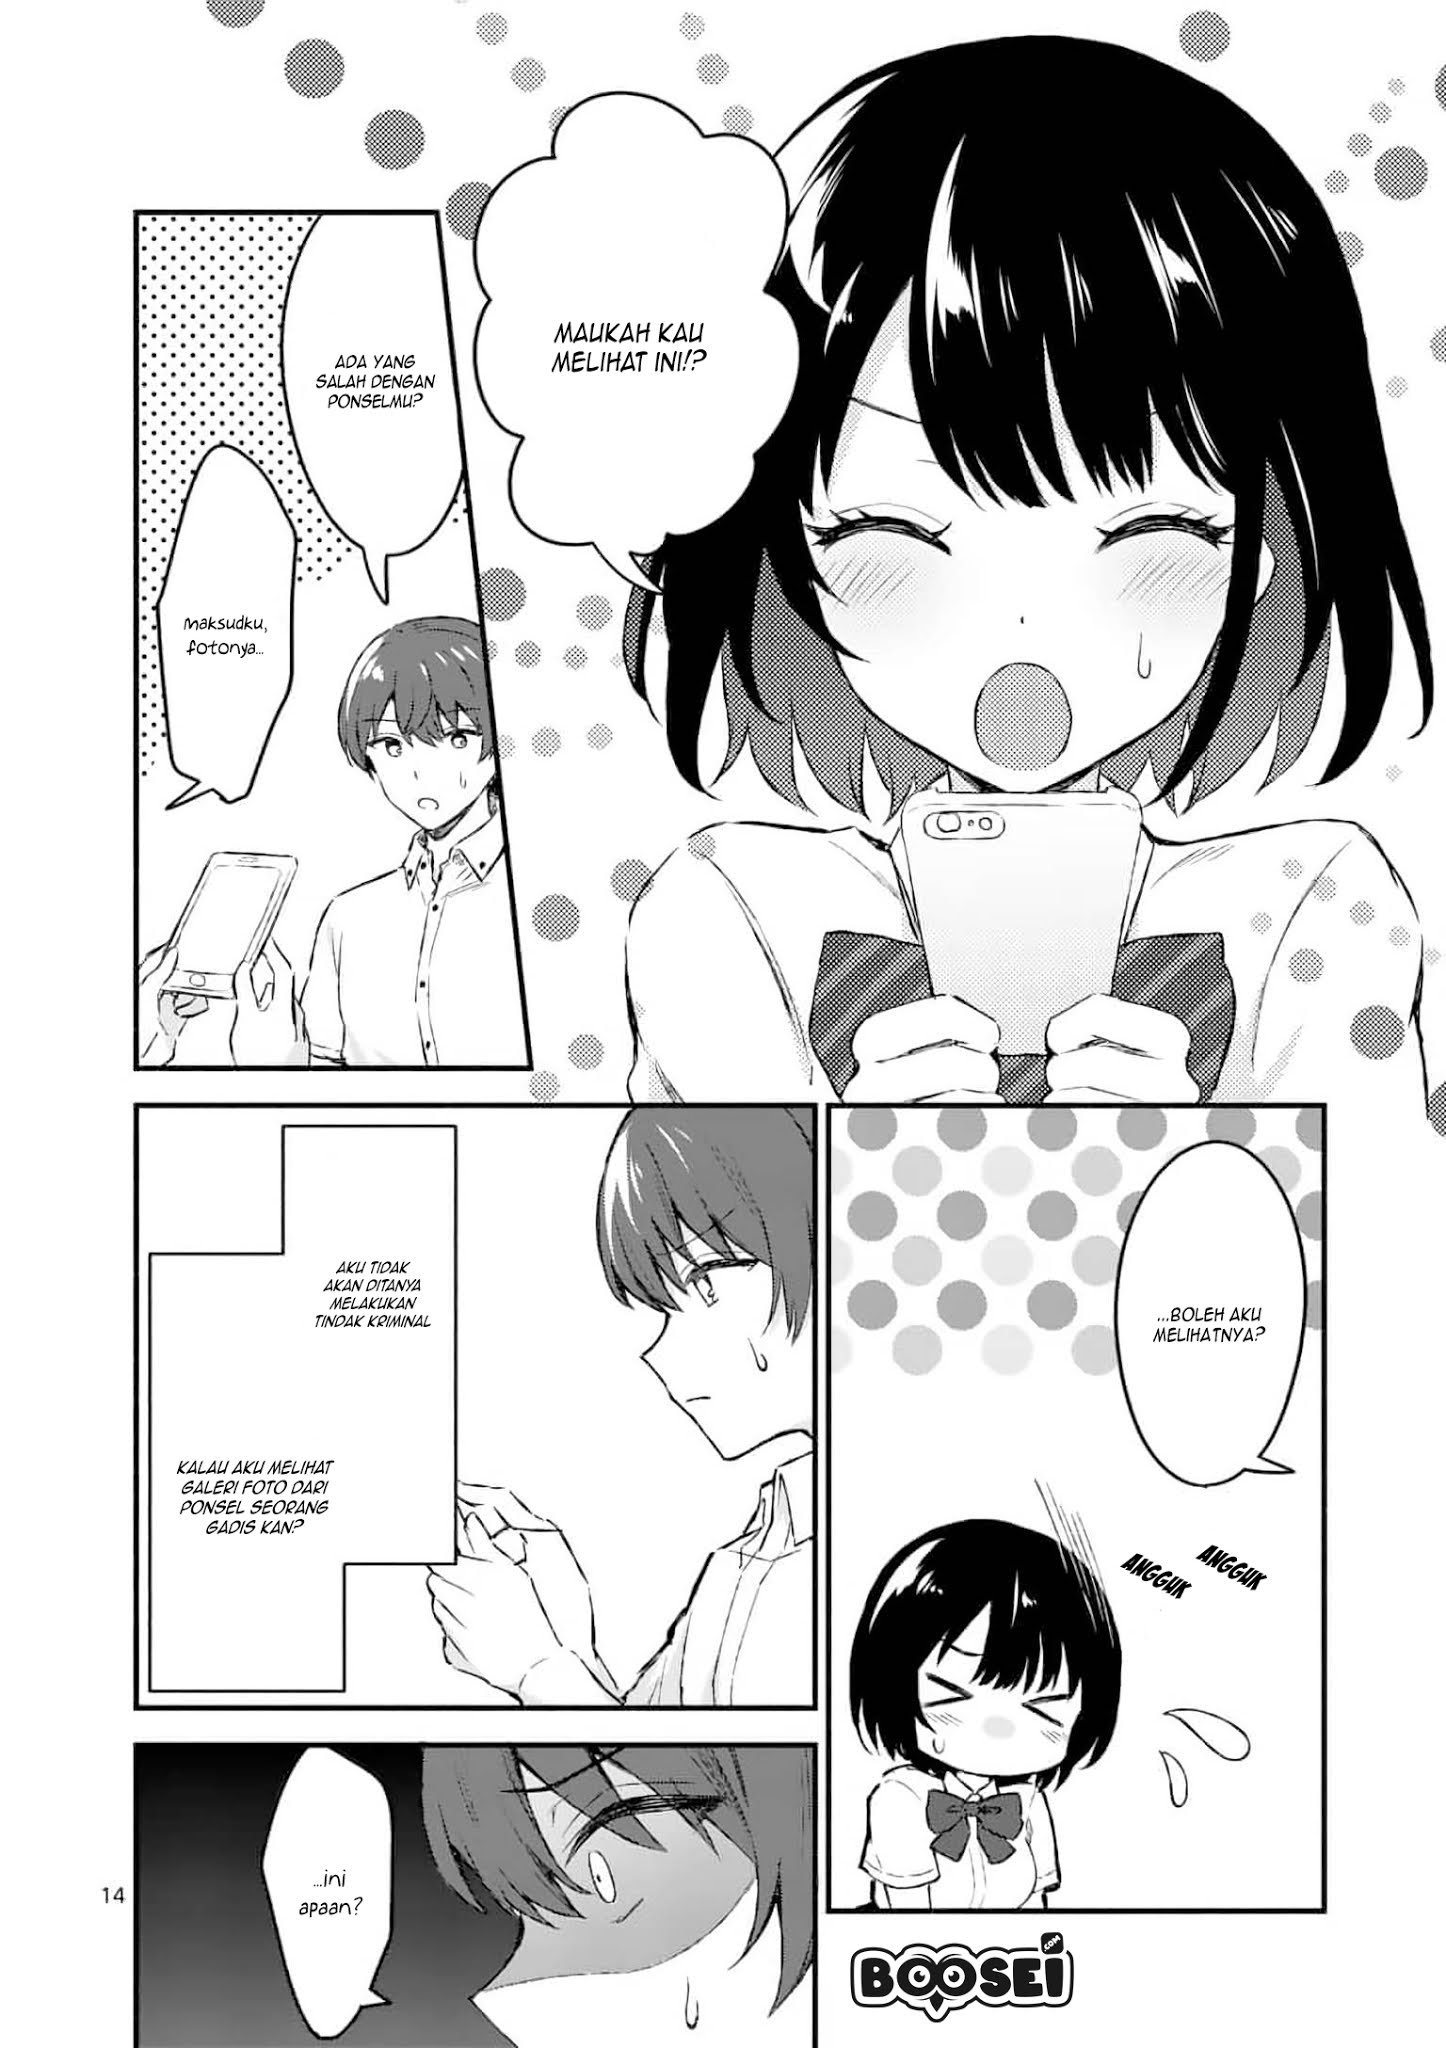 MAUKAH KAU
MELIHAT INI!?
ADA YANG
SALAH DENGAN
PONSELMU?
maksudku,
fotonya...
...BOLEH AKU
MELIHATNYA?
ANGGUK
ANGGUK
AKU TIDAK
AKAN DITANYA
MELAKUKAN
TINDAK KRIMINAL
KALAU AKU MELIHAT
GALERI FOTO DARI
PONSEL SEORANG
GADIS KAN?
...ini
apaan?
14
BOOSEI
.COM